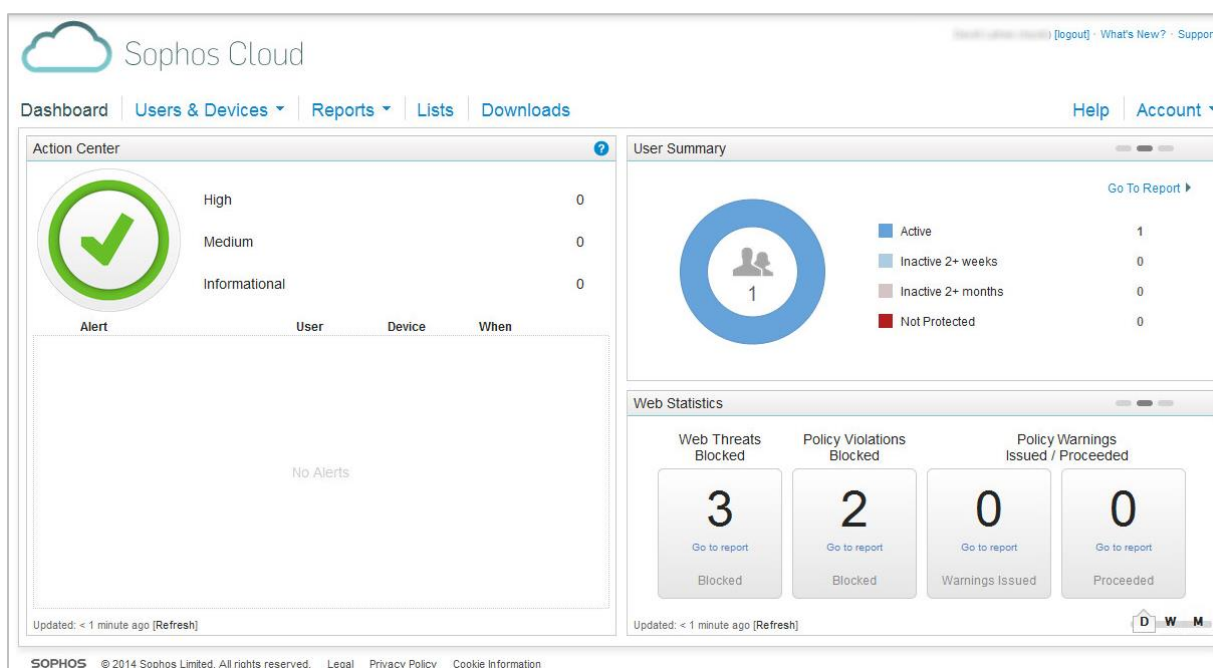 Sophos Cloud
[logout] · What's New? · Suppor
Dashboard Users & Devices Reports Lists Downloads Help Account
Action Center ?
High 0
Medium 0
Informational 0
Alert User Device When
No Alerts
Updated: < 1 minute ago [Refresh]
User Summary
Go To Report
1
Active 1
Inactive 2+ weeks 0
Inactive 2+ months 0
Not Protected 0
Web Statistics
Web Threats
Blocked
Policy Violations
Blocked
Policy Warnings
Issued / Proceeded
3 2 0 0
Go to report Go to report Go to report Go to report
Blocked Blocked Warnings Issued Proceeded
Updated: < 1 minute ago [Refresh]
D W M
SOPHOS © 2014 Sophos Limited. All rights reserved. Legal Privacy Policy Cookie Information